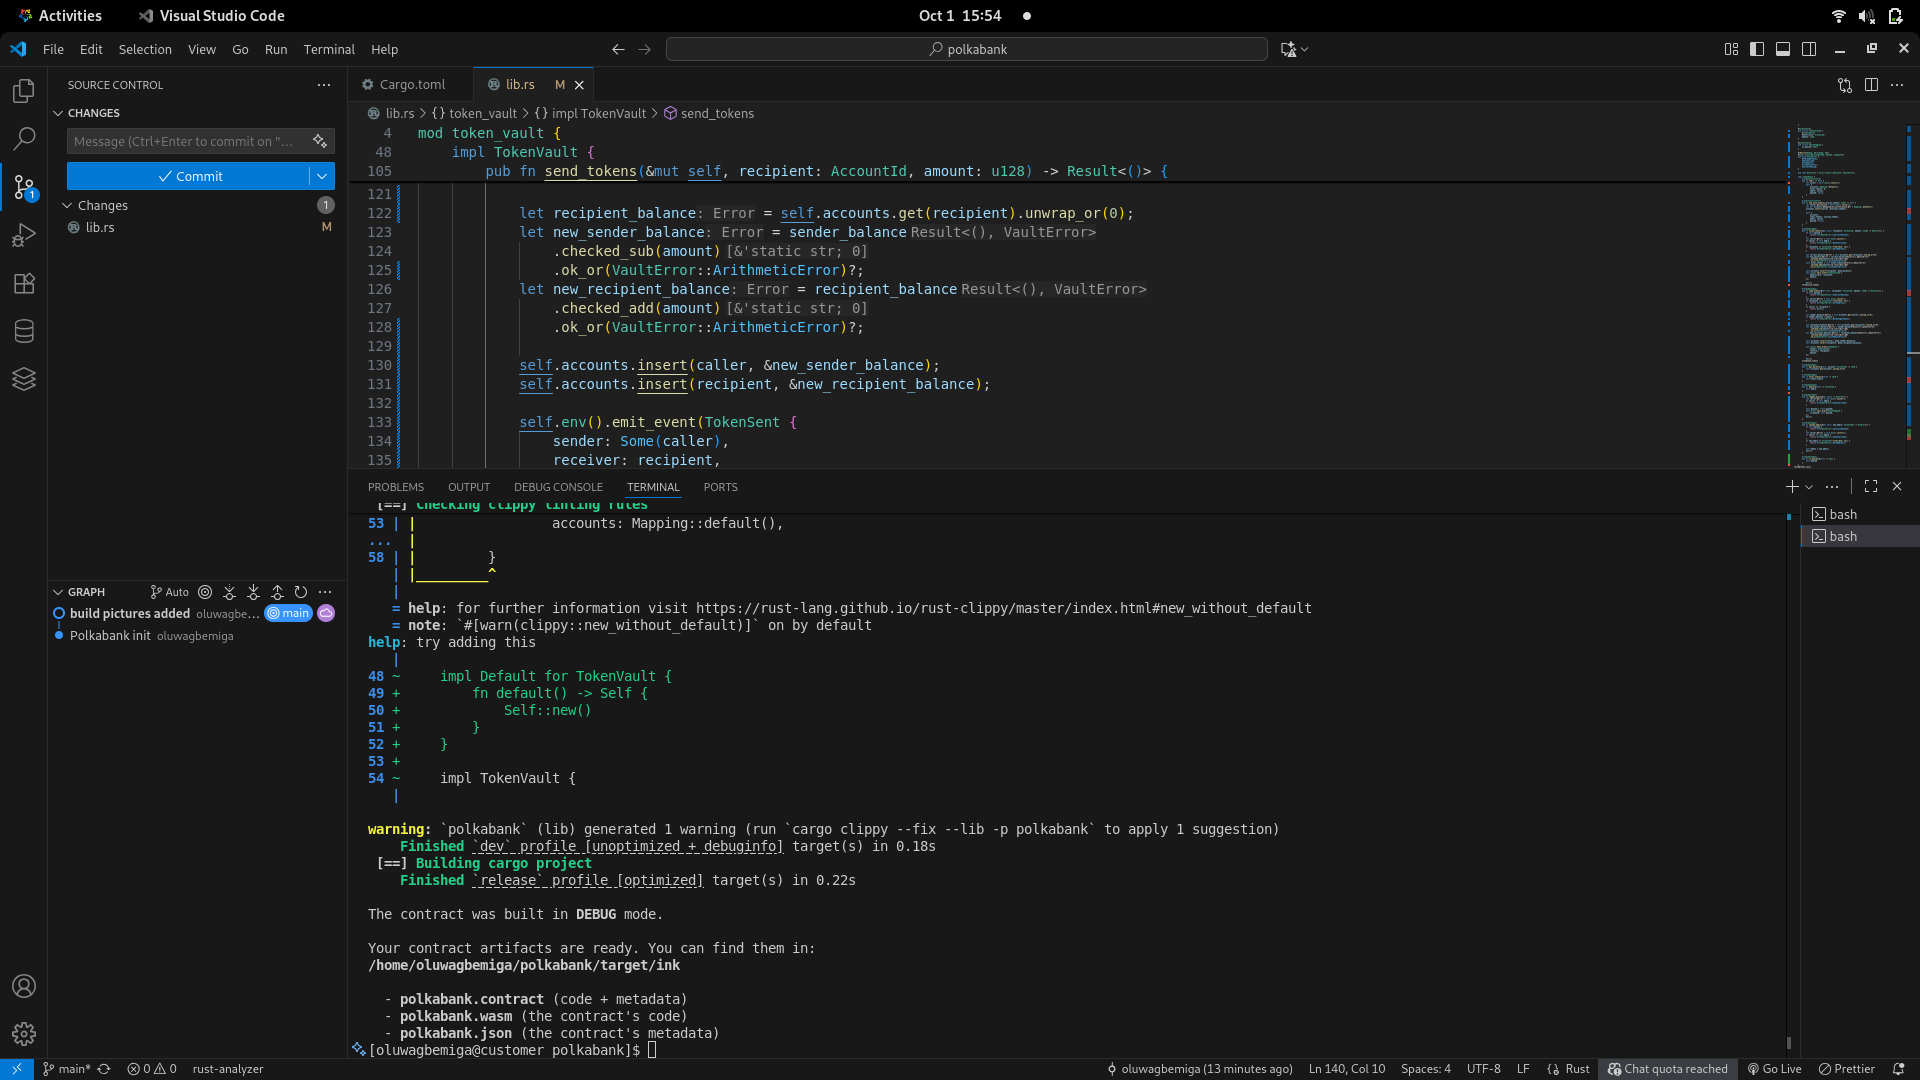 Activities
Visual Studio Code
Oct 1 15:54
File Edit Selection View Go Run Terminal Help
polkabank
SOURCE CONTROL
CHANGES
Message (Ctrl+Enter to commit on "...
Commit
Changes 1
lib.rs M
1
GRAPH Auto
build pictures added oluwagbe... main
Polkabank init oluwagbemiga
Cargo.toml
lib.rs M
lib.rs > {} token_vault > {} impl TokenVault > send_tokens
4 mod token_vault {
48 impl TokenVault {
105 pub fn send_tokens(&mut self, recipient: AccountId, amount: u128) -> Result<()> {
121
122 let recipient_balance: Error = self.accounts.get(recipient).unwrap_or(0);
123 let new_sender_balance: Error = sender_balance Result<(), VaultError>
124 .checked_sub(amount) [&'static str; 0]
125 .ok_or(VaultError::ArithmeticError)?;
126 let new_recipient_balance: Error = recipient_balance Result<(), VaultError>
127 .checked_add(amount) [&'static str; 0]
128 .ok_or(VaultError::ArithmeticError)?;
129
130 self.accounts.insert(caller, &new_sender_balance);
131 self.accounts.insert(recipient, &new_recipient_balance);
132
133 self.env().emit_event(TokenSent {
134 sender: Some(caller),
135 receiver: recipient,
PROBLEMS OUTPUT DEBUG CONSOLE TERMINAL PORTS
[==] Checking clippy linting rules
53 | | accounts: Mapping::default(),
... |
58 | | }
| |_________^
|
= help: for further information visit https://rust-lang.github.io/rust-clippy/master/index.html#new_without_default
= note: `#[warn(clippy::new_without_default)]` on by default
help: try adding this
|
48 ~ impl Default for TokenVault {
49 + fn default() -> Self {
50 + Self::new()
51 + }
52 + }
53 +
54 ~ impl TokenVault {
|
warning: `polkabank` (lib) generated 1 warning (run `cargo clippy --fix --lib -p polkabank` to apply 1 suggestion)
Finished `dev` profile [unoptimized + debuginfo] target(s) in 0.18s
[==] Building cargo project
Finished `release` profile [optimized] target(s) in 0.22s
The contract was built in DEBUG mode.
Your contract artifacts are ready. You can find them in:
/home/oluwagbemiga/polkabank/target/ink
- polkabank.contract (code + metadata)
- polkabank.wasm (the contract's code)
- polkabank.json (the contract's metadata)
[oluwagbemiga@customer polkabank]$
bash
bash
main* 0 0 rust-analyzer
oluwagbemiga (13 minutes ago) Ln 140, Col 10 Spaces: 4 UTF-8 LF {} Rust Chat quota reached Go Live Prettier